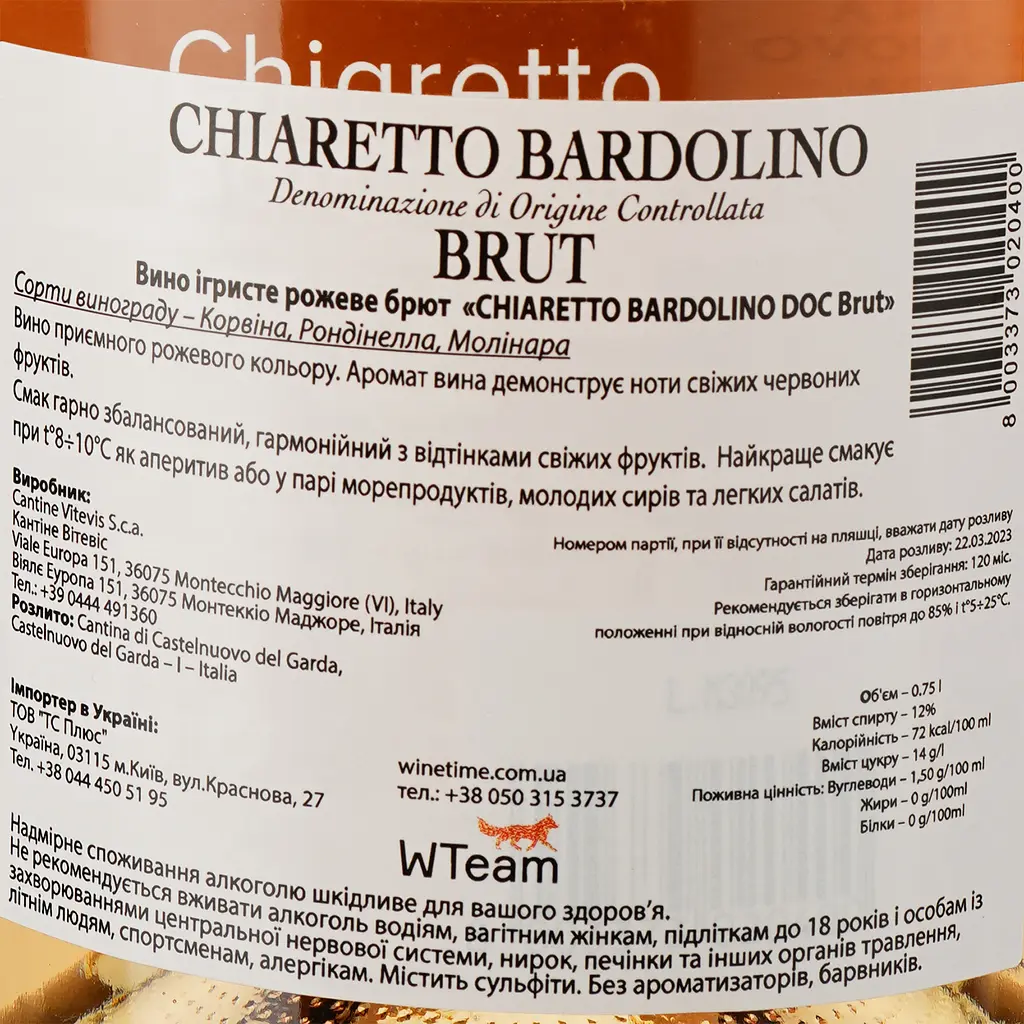 Chiaretto
CHIARETTO BARDOLINO
Denominazione di Origine Controllata
BRUT
Вино ігристе рожеве брют «CHIARETTO BARDOLINO DOC Brut»
Сорти винограду – Корвіна, Рондінелла, Молінара
Вино приємного рожевого кольору. Аромат вина демонструє ноти свіжих червоних
фруктів.
Смак гарно збалансований, гармонійний з відтінками свіжих фруктів. Найкраще смакує
при t°8÷10°С як аперитив або у парі морепродуктів, молодих сирів та легких салатів.
8 003373 020400
Виробник:
Cantine Vitevis S.c.a.
Кантіне Вітевіс
Viale Europa 151, 36075 Montecchio Maggiore (VI), Italy
Віялє Еуропа 151, 36075 Монтеккіо Маджоре, Італія
Тел.: +39 0444 491360
Розлито: Cantina di Castelnuovo del Garda,
Castelnuovo del Garda – I – Italia
Номером партії, при її відсутності на пляшці, вважати дату розливу
Дата розливу: 22.03.2023
Гарантійний термін зберігання: 120 міс.
Рекомендується зберігати в горизонтальному
положенні при відносній вологості повітря до 85% і t°5÷25°С.
Імпортер в Україні:
ТОВ "ТС Плюс"
Україна, 03115 м.Київ, вул.Краснова, 27
Тел. +38 044 450 51 95
winetime.com.ua
тел.: +38 050 315 3737
WTeam
Об'єм – 0.75 l
Вміст спирту – 12%
Калорійність – 72 kcal/100 ml
Вміст цукру – 14 g/l
Поживна цінність: Вуглеводи – 1,50 g/100 ml
Жири – 0 g/100ml
Білки – 0 g/100ml
Надмірне споживання алкоголю шкідливе для вашого здоров'я.
Не рекомендується вживати алкоголь водіям, вагітним жінкам, підліткам до 18 років і особам із
захворюваннями центральної нервової системи, нирок, печінки та інших органів травлення,
літнім людям, спортсменам, алергікам. Містить сульфіти. Без ароматизаторів, барвників.